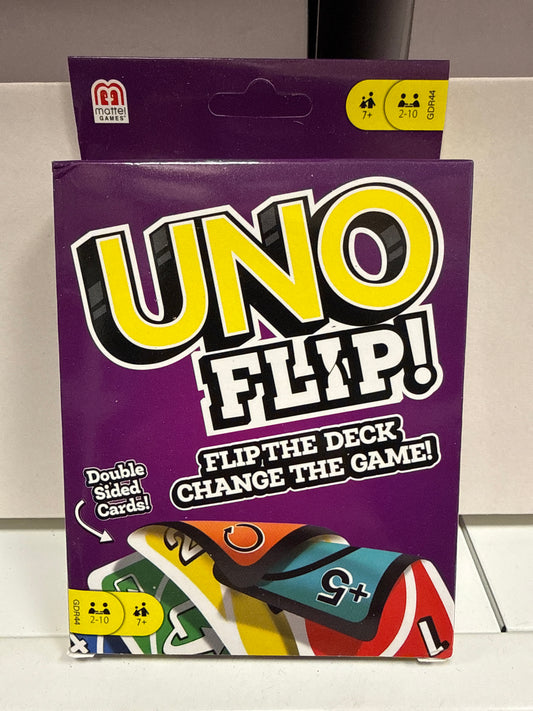 mattel
GAMES
7+
2-10
GDR44
UNO
FLIP!
FLIP THE DECK
CHANGE THE GAME!
Double
Sided
Cards!
2
+5
GDR44
2-10
7+